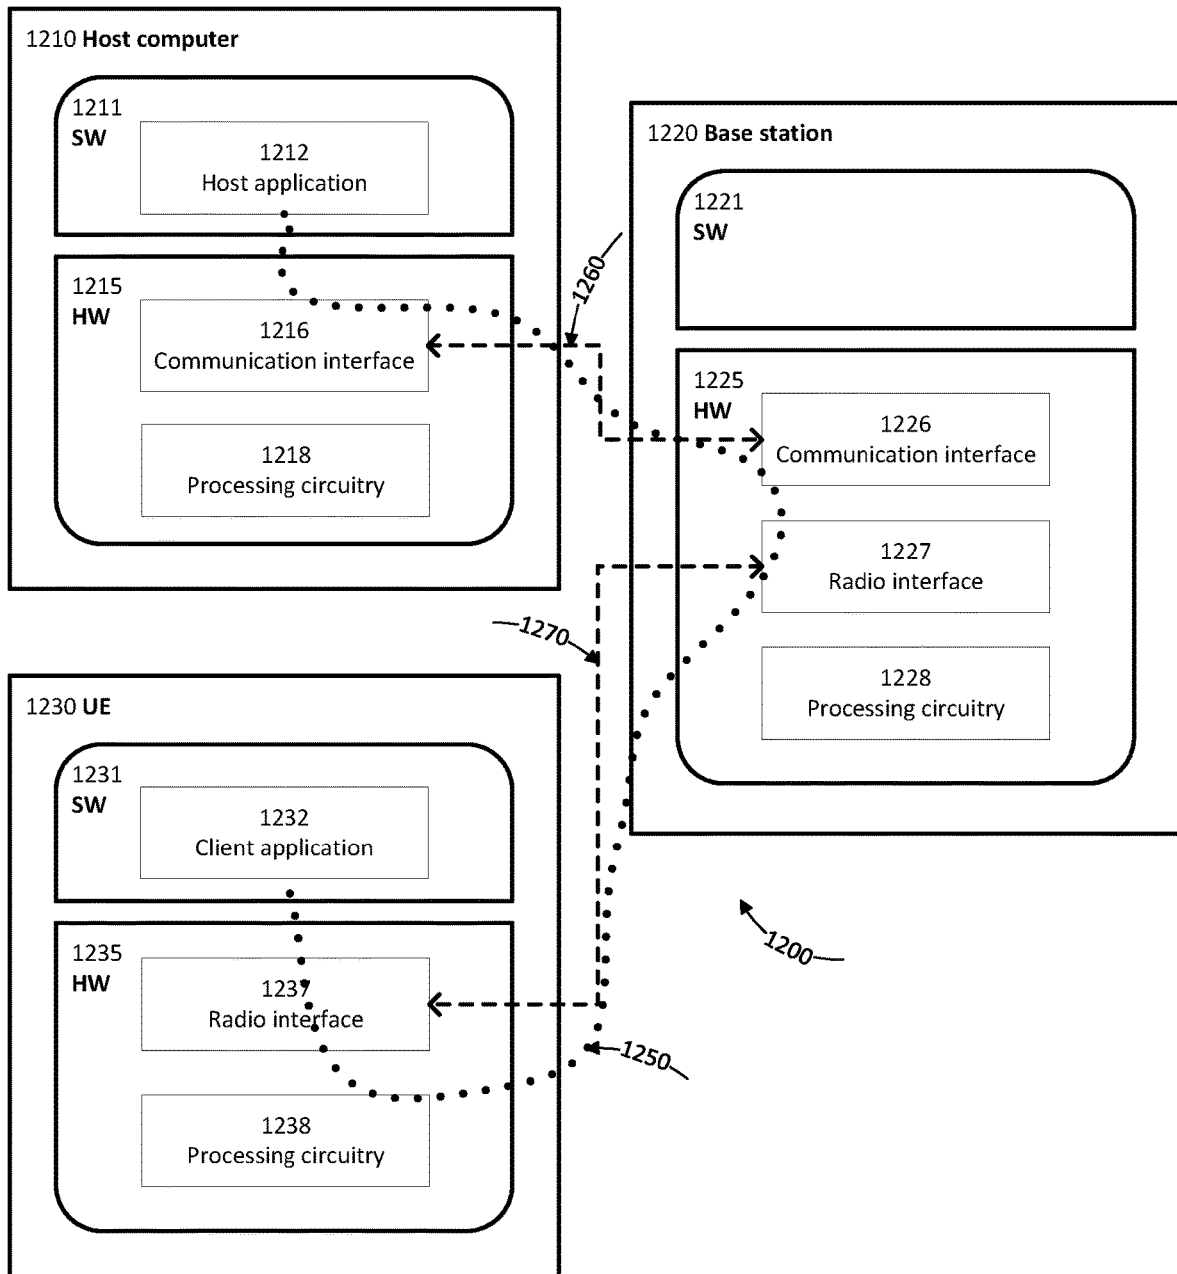 1210 Host computer
1211
SW
1212
Host application
1215
HW
1216
Communication interface
1218
Processing circuitry
1260
1220 Base station
1221
SW
1225
HW
1226
Communication interface
1227
Radio interface
1228
Processing circuitry
1270
1230 UE
1231
SW
1232
Client application
1235
HW
1237
Radio interface
1238
Processing circuitry
1200
1250